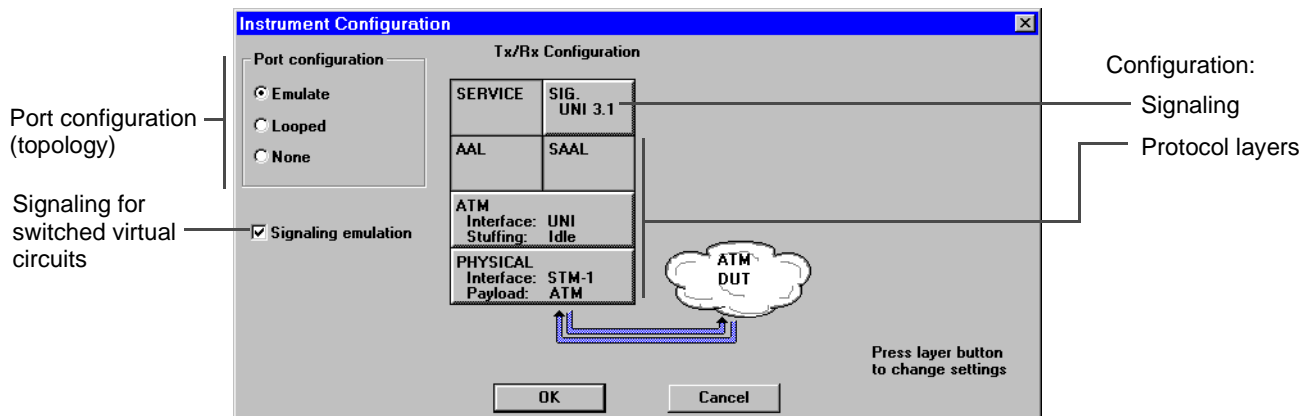 Instrument Configuration
Port configuration
Emulate
Looped
None
Signaling emulation
Tx/Rx Configuration
SERVICE
SIG.
UNI 3.1
AAL
SAAL
ATM
Interface: UNI
Stuffing: Idle
PHYSICAL
Interface: STM-1
Payload: ATM
ATM
DUT
Press layer button
to change settings
OK
Cancel
Port configuration
(topology)
Signaling for
switched virtual
circuits
Configuration:
Signaling
Protocol layers